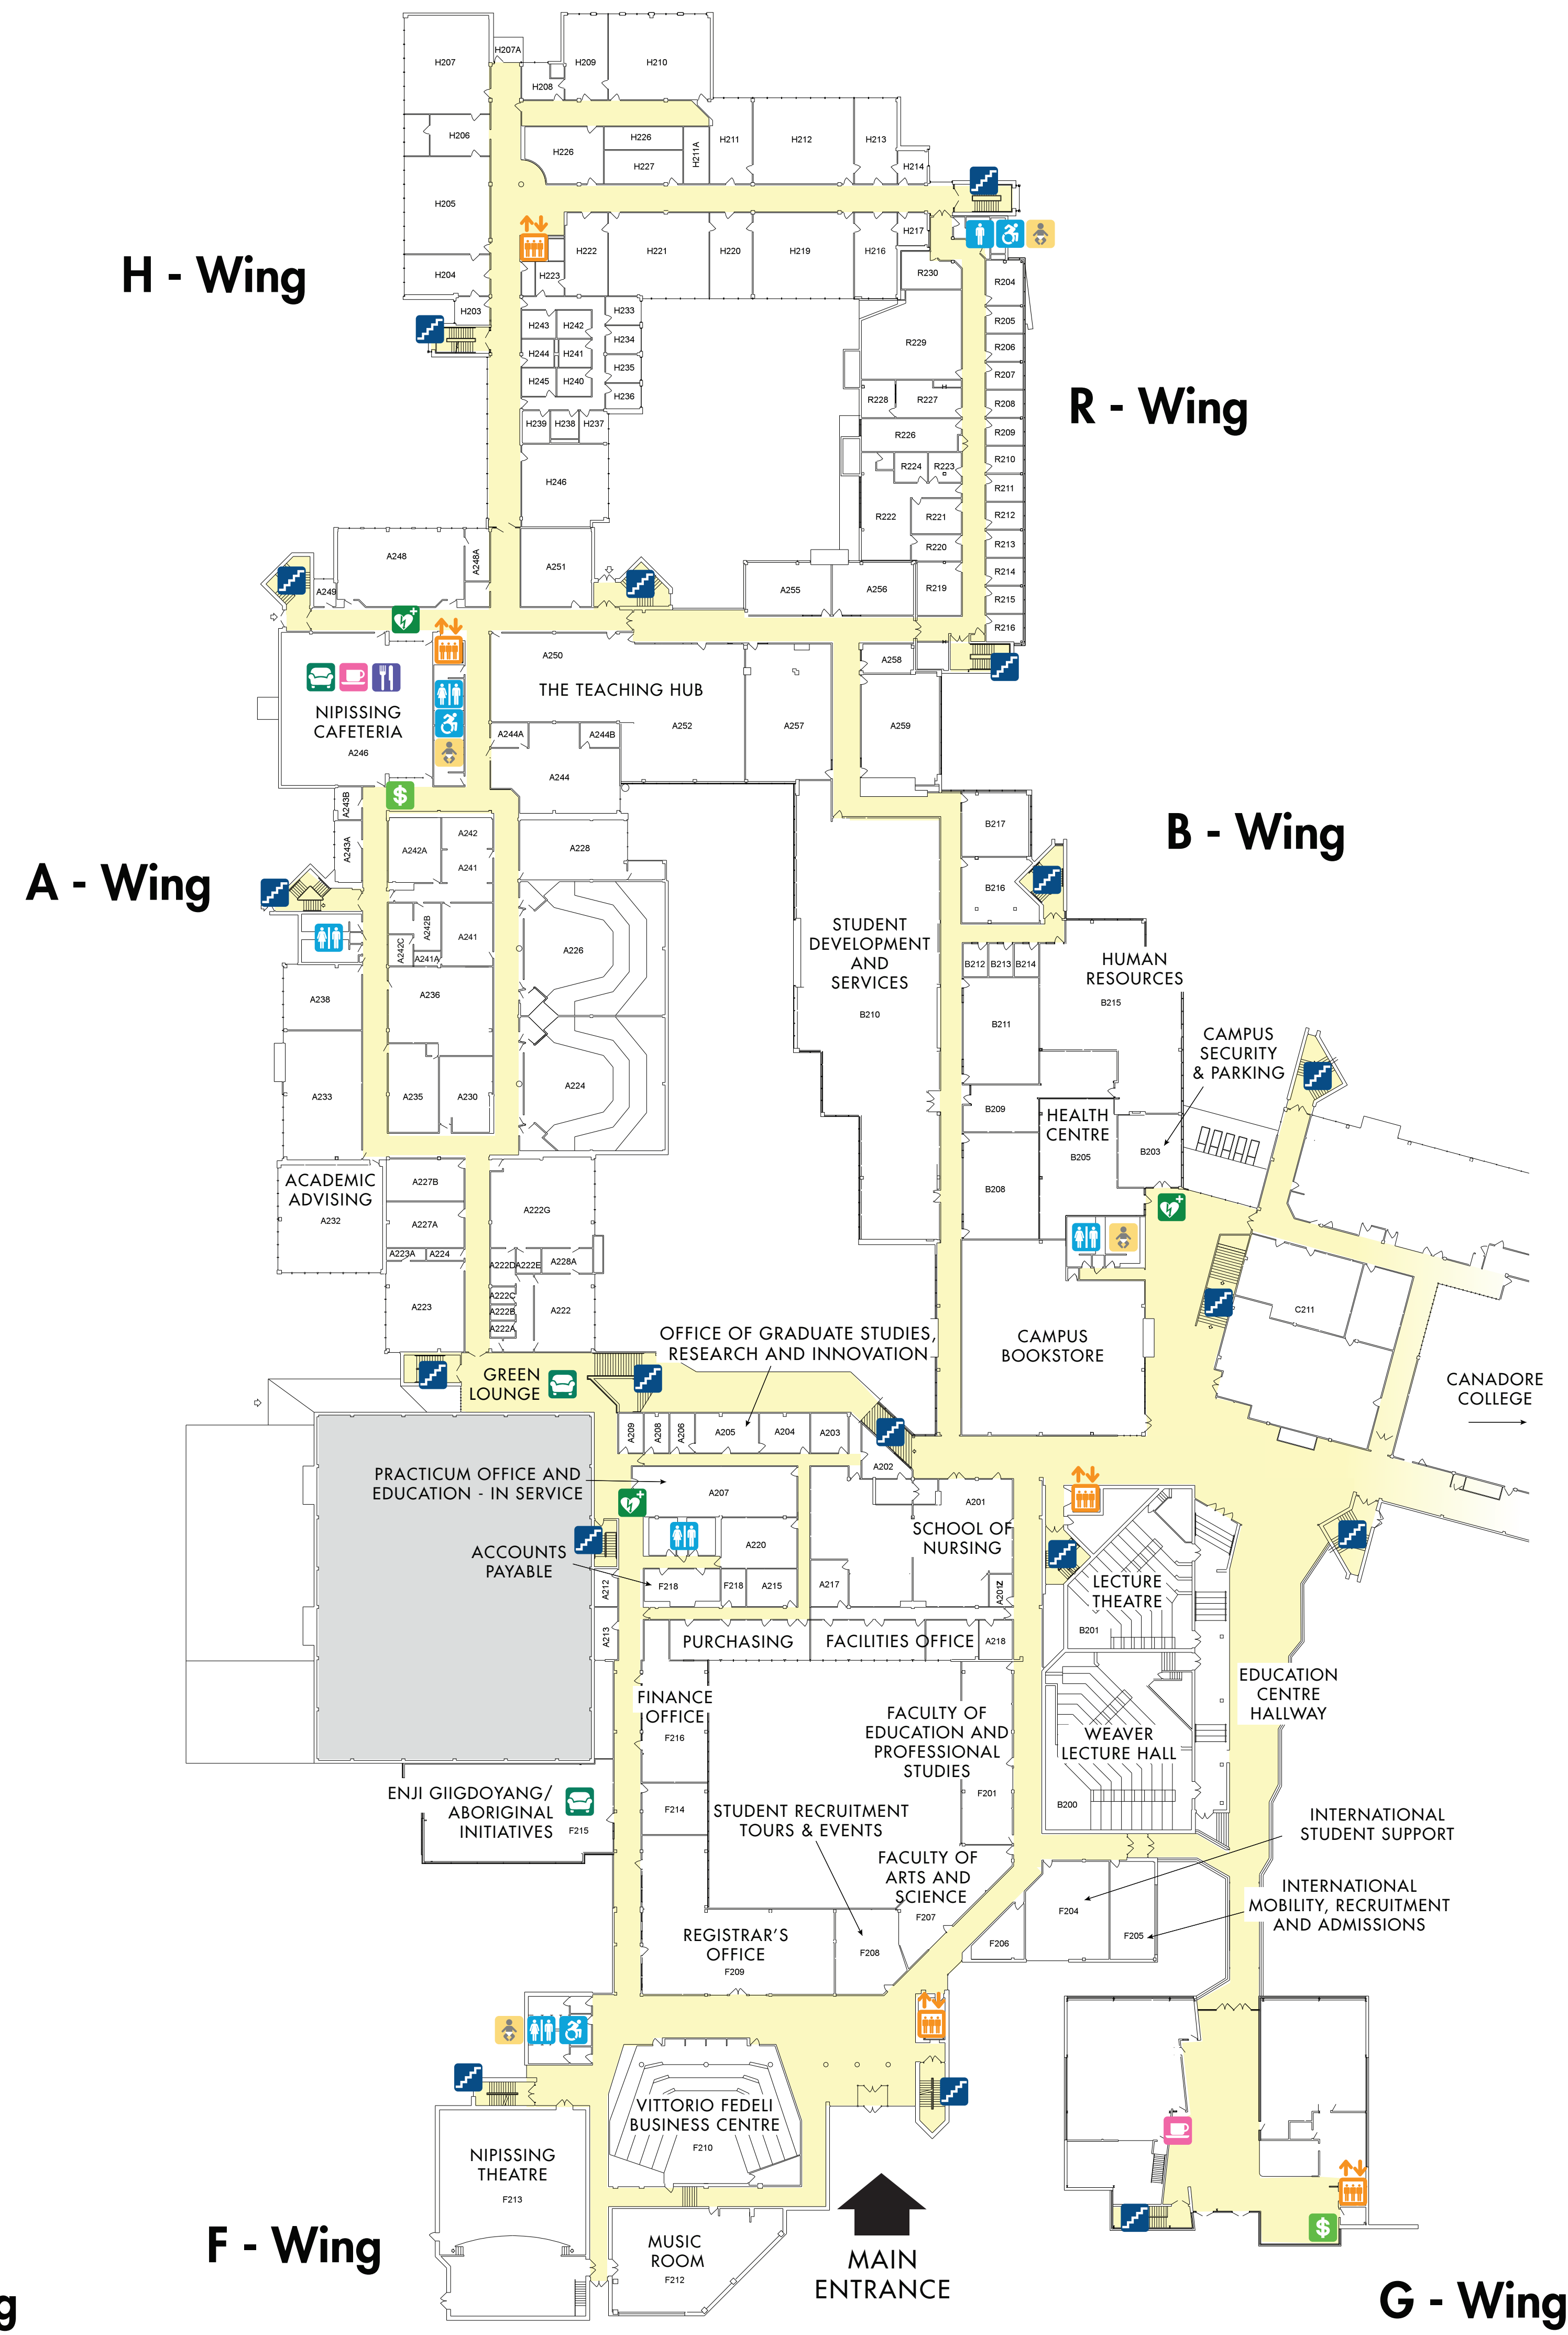 H207
H207A
H209
H210
H208
H206
H226
H226
H227
H211A
H211
H212
H213
H214
H205
H217
H222
H221
H220
H219
H216
H204
H223
R230
R204
H - Wing
H203
H233
H243
H242
R205
H234
R229
R206
H244
H241
H235
R207
H245
H240
H236
R228
R227
R208
R - Wing
H239
H238
H237
R226
R209
R224
R223
R210
H246
R211
R222
R221
R212
R220
R213
A248
A248A
A251
R214
A249
A255
A256
R219
R215
R216
A250
A258
THE TEACHING HUB
NIPISSING
CAFETERIA
A246
A252
A257
A259
A244A
A244B
A244
$
A243B
B217
B - Wing
A242A
A242
A243A
A228
A241
A - Wing
B216
A242B
A241
A242C
A241A
A226
STUDENT
DEVELOPMENT
AND
SERVICES
B210
B212
B213
B214
HUMAN
RESOURCES
B215
A238
A236
B211
CAMPUS
SECURITY
& PARKING
A233
A235
A230
A224
B209
HEALTH
CENTRE
B205
B203
ACADEMIC
ADVISING
A232
A227B
A222G
B208
A227A
A223A
A224
A222D
A222E
A228A
A223
A222C
A222B
A222A
A222
C211
OFFICE OF GRADUATE STUDIES,
RESEARCH AND INNOVATION
CAMPUS
BOOKSTORE
GREEN
LOUNGE
CANADORE
COLLEGE
A209
A208
A206
A205
A204
A203
A202
PRACTICUM OFFICE AND
EDUCATION - IN SERVICE
A207
A201
SCHOOL OF
NURSING
ACCOUNTS
PAYABLE
A220
A212
F218
F218
A215
A217
A201Z
LECTURE
THEATRE
B201
A213
PURCHASING
FACILITIES OFFICE
A218
EDUCATION
CENTRE
HALLWAY
FINANCE
OFFICE
F216
FACULTY OF
EDUCATION AND
PROFESSIONAL
STUDIES
F201
WEAVER
LECTURE HALL
B200
ENJI GIIGDOYANG/
ABORIGINAL
INITIATIVES
F215
F214
STUDENT RECRUITMENT
TOURS & EVENTS
INTERNATIONAL
STUDENT SUPPORT
FACULTY OF
ARTS AND
SCIENCE
F207
INTERNATIONAL
MOBILITY, RECRUITMENT
AND ADMISSIONS
F204
F205
F206
REGISTRAR'S
OFFICE
F209
F208
VITTORIO FEDELI
BUSINESS CENTRE
F210
NIPISSING
THEATRE
F213
F - Wing
MUSIC
ROOM
F212
MAIN
ENTRANCE
$
G - Wing
g